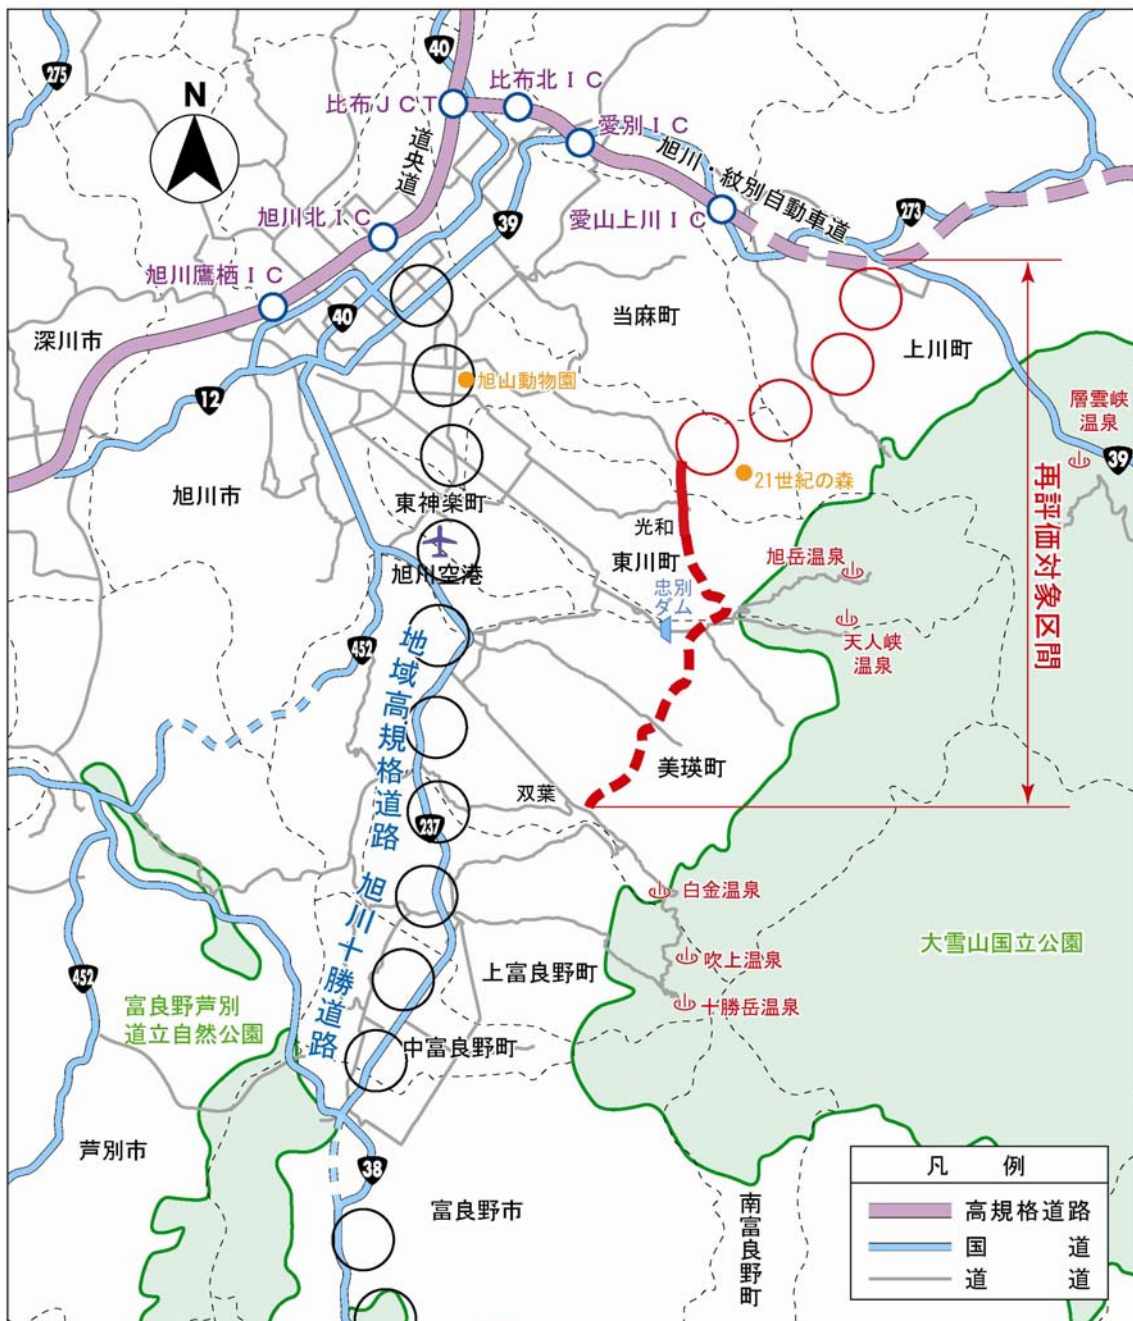 275
40
N
比布北ＩＣ
比布ＪＣＴ
愛別ＩＣ
道央道
旭川・紋別自動車道
39
273
旭川北ＩＣ
愛山上川ＩＣ
旭川鷹栖ＩＣ
40
深川市
当麻町
上川町
12
旭山動物園
層雲峡
温泉
39
21世紀の森
旭川市
東神楽町
光和
再評価対象区間
旭川空港
東川町
旭岳温泉
忠別
ダム
天人峡
温泉
452
地域高規格道路 旭川十勝道路
美瑛町
双葉
237
白金温泉
大雪山国立公園
吹上温泉
上富良野町
452
十勝岳温泉
富良野芦別
道立自然公園
中富良野町
芦別市
38
富良野市
南富良野町
凡例
高規格道路
国道
道道